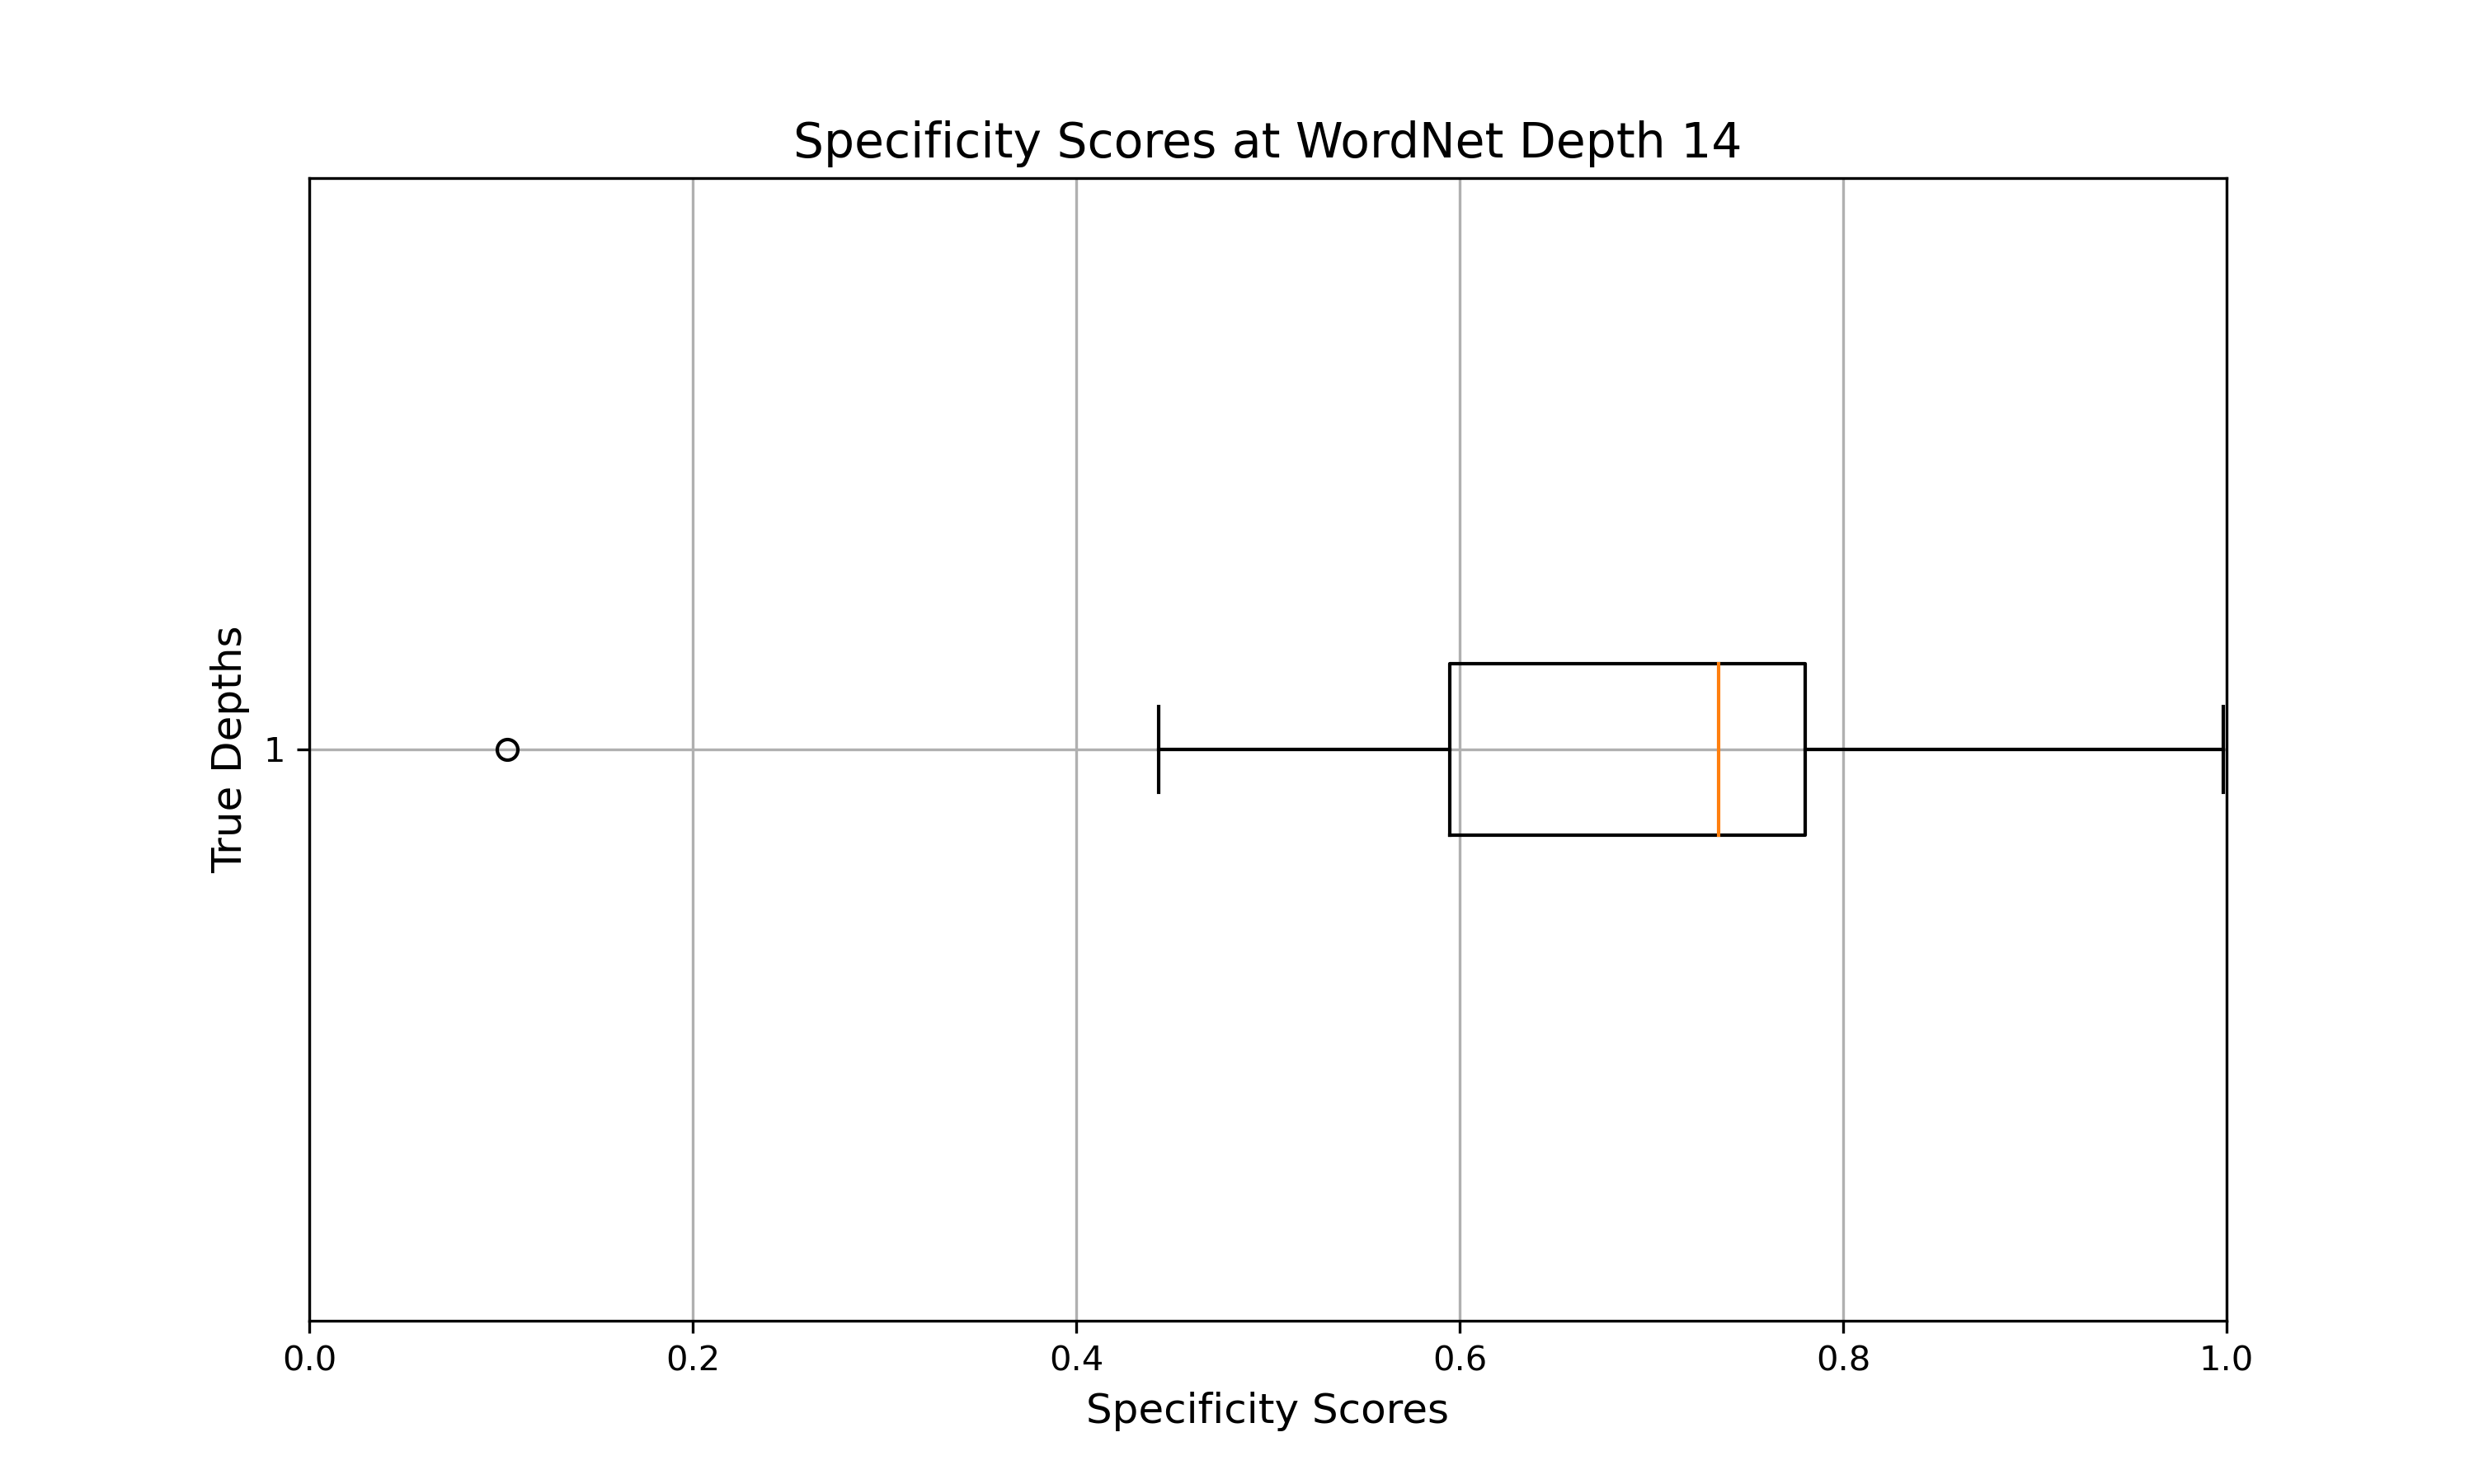 Specificity Scores at WordNet Depth 14
True Depths
1
0.0 0.2 0.4 0.6 0.8 1.0
Specificity Scores